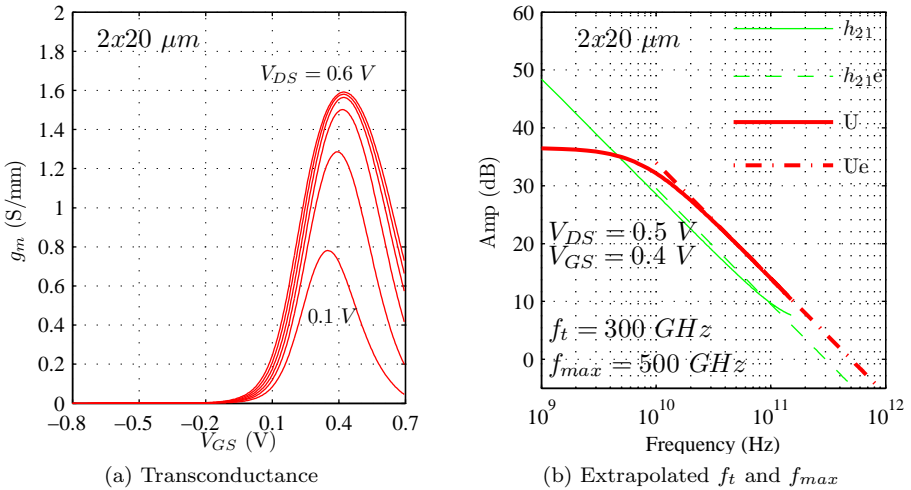 2x20 μm
V_DS = 0.6 V
0.1 V
g_m (S/mm)
2
1.8
1.6
1.4
1.2
1
0.8
0.6
0.4
0.2
0
−0.8
−0.5
−0.2
0.1
0.4
0.7
V_GS (V)
(a) Transconductance
2x20 μm
h_21
h_21e
U
Ue
Amp (dB)
60
50
40
30
20
10
0
V_DS = 0.5 V
V_GS = 0.4 V
f_t = 300 GHz
f_max = 500 GHz
10^9
10^10
10^11
10^12
Frequency (Hz)
(b) Extrapolated f_t and f_max